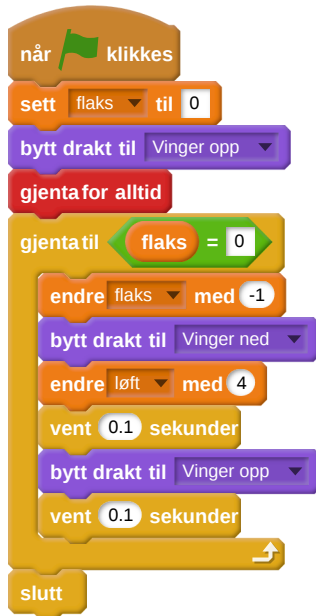 når klikkes
sett flaks til 0
bytt drakt til Vinger opp
gjenta for alltid
gjenta til flaks = 0
endre flaks med -1
bytt drakt til Vinger ned
endre løft med 4
vent 0.1 sekunder
bytt drakt til Vinger opp
vent 0.1 sekunder
slutt